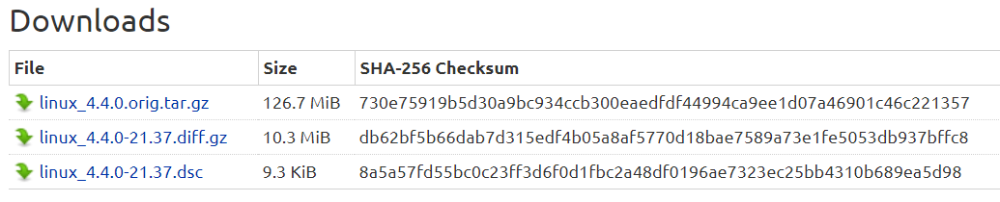 Downloads
File Size SHA-256 Checksum
linux_4.4.0.orig.tar.gz 126.7 MiB 730e75919b5d30a9bc934ccb300eaedfdf44994ca9ee1d07a46901c46c221357
linux_4.4.0-21.37.diff.gz 10.3 MiB db62bf5b66dab7d315edf4b05a8af5770d18bae7589a73e1fe5053db937bffc8
linux_4.4.0-21.37.dsc 9.3 KiB 8a5a57fd55bc0c23ff3d6f0d1fbc2a48df0196ae7323ec25bb4310b689ea5d98